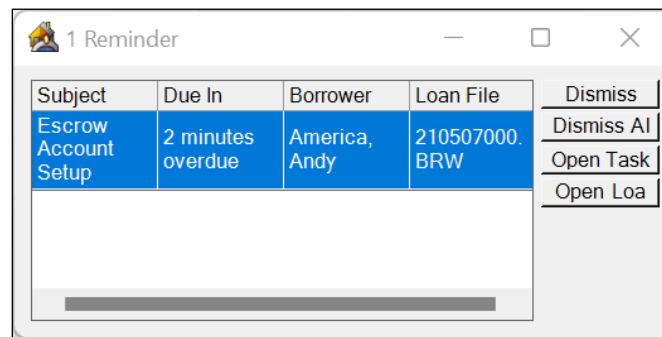 1 Reminder
Subject Due In Borrower Loan File
Escrow Account Setup 2 minutes overdue America, Andy 210507000. BRW
Dismiss
Dismiss Al
Open Task
Open Loa